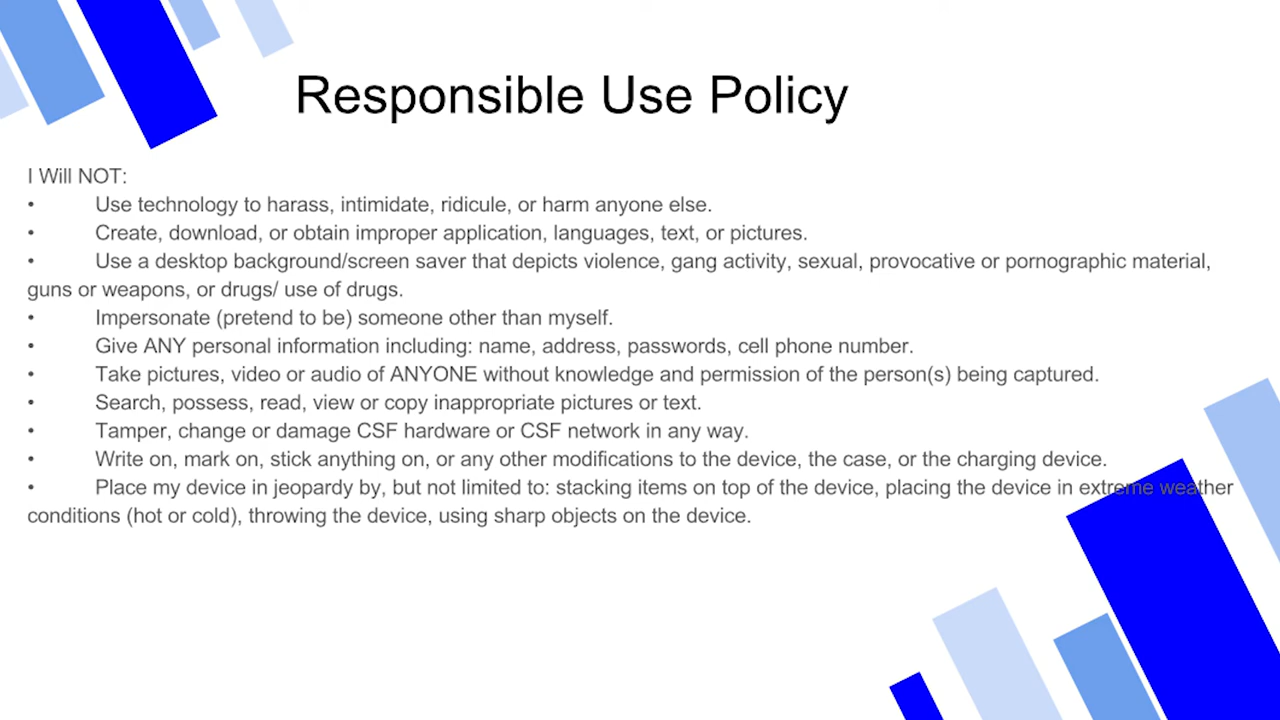 Responsible Use Policy
I Will NOT:
• Use technology to harass, intimidate, ridicule, or harm anyone else.
• Create, download, or obtain improper application, languages, text, or pictures.
• Use a desktop background/screen saver that depicts violence, gang activity, sexual, provocative or pornographic material,
guns or weapons, or drugs/ use of drugs.
• Impersonate (pretend to be) someone other than myself.
• Give ANY personal information including: name, address, passwords, cell phone number.
• Take pictures, video or audio of ANYONE without knowledge and permission of the person(s) being captured.
• Search, possess, read, view or copy inappropriate pictures or text.
• Tamper, change or damage CSF hardware or CSF network in any way.
• Write on, mark on, stick anything on, or any other modifications to the device, the case, or the charging device.
• Place my device in jeopardy by, but not limited to: stacking items on top of the device, placing the device in extreme weather
conditions (hot or cold), throwing the device, using sharp objects on the device.